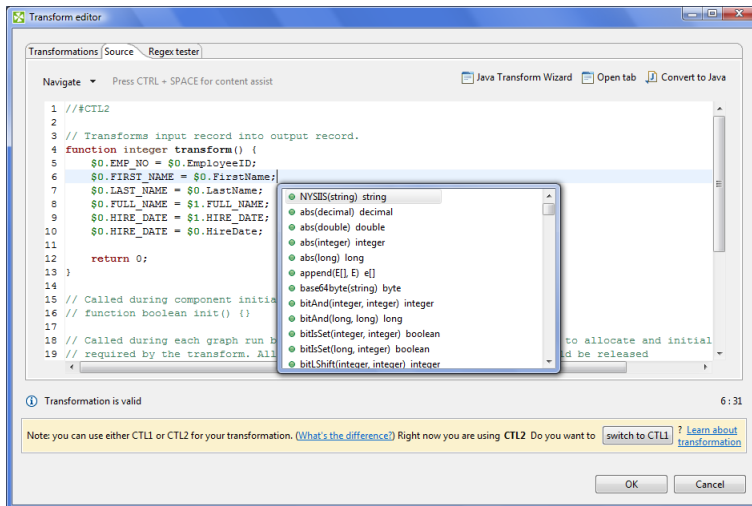 Transform editor
Transformations Source Regex tester
Navigate Press CTRL + SPACE for content assist Java Transform Wizard Open tab Convert to Java
1 //#CTL2
2
3 // Transforms input record into output record.
4 function integer transform() {
5 $0.EMP_NO = $0.EmployeeID;
6 $0.FIRST_NAME = $0.FirstName;
7 $0.LAST_NAME = $0.LastName;
8 $0.FULL_NAME = $1.FULL_NAME;
9 $0.HIRE_DATE = $1.HIRE_DATE;
10 $0.HIRE_DATE = $0.HireDate;
11
12 return 0;
13 }
14
15 // Called during component initia
16 // function boolean init() {}
17
18 // Called during each graph run b to allocate and initial
19 // required by the transform. All ld be released
NYSIIS(string) string
abs(decimal) decimal
abs(double) double
abs(integer) integer
abs(long) long
append(E[], E) e[]
base64byte(string) byte
bitAnd(integer, integer) integer
bitAnd(long, long) long
bitIsSet(integer, integer) boolean
bitIsSet(long, integer) boolean
bitLShift(integer, integer) integer
Transformation is valid 6 : 31
Note: you can use either CTL1 or CTL2 for your transformation. (What's the difference?) Right now you are using CTL2 Do you want to switch to CTL1 ? Learn about
transformation
OK Cancel